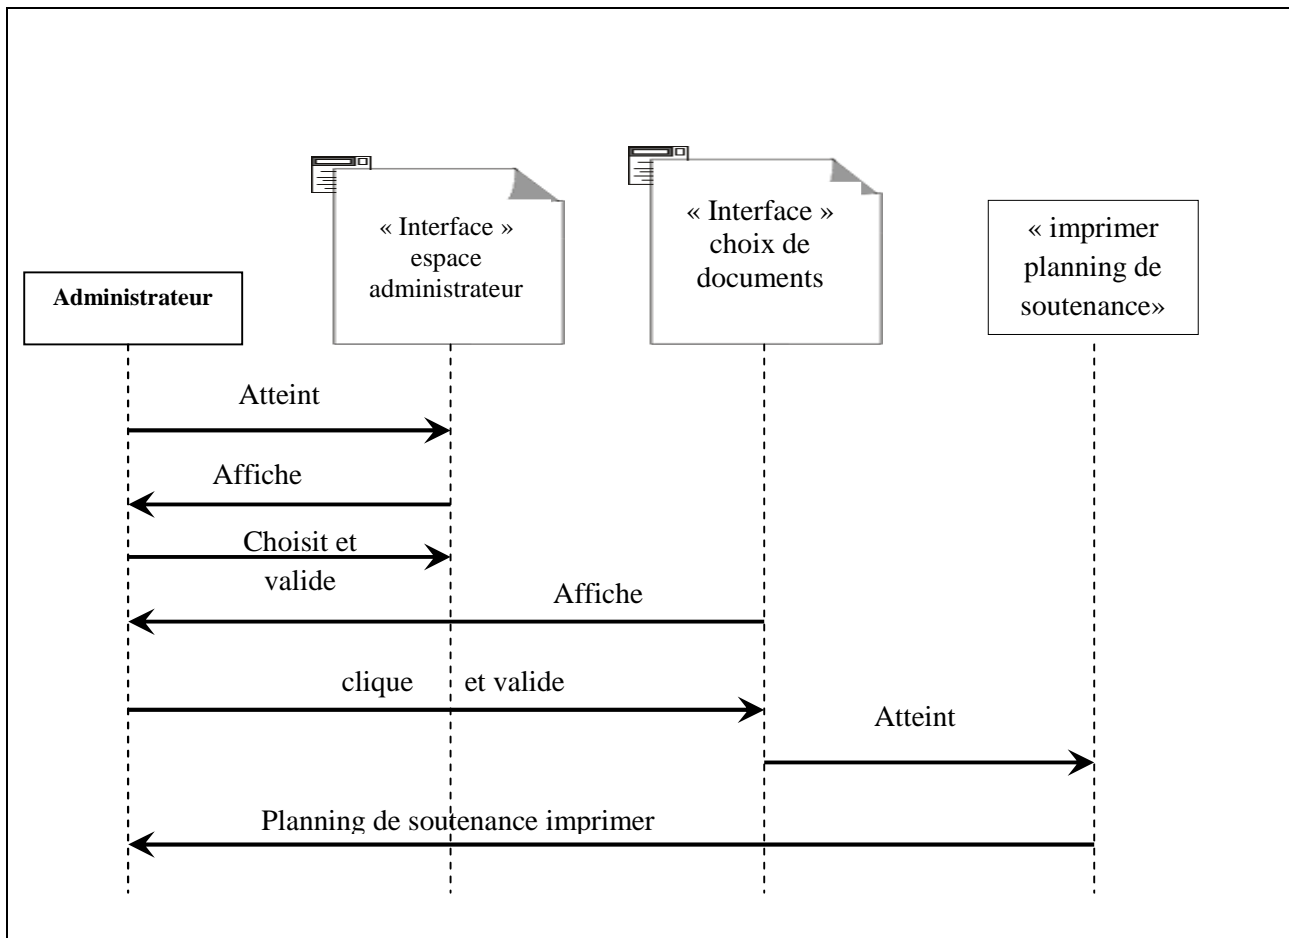 « Interface »
espace
administrateur
« Interface »
choix de
documents
« imprimer
planning de
soutenance»
Administrateur
Atteint
Affiche
Choisit et
valide
Affiche
clique et valide
Atteint
Planning de soutenance imprimer